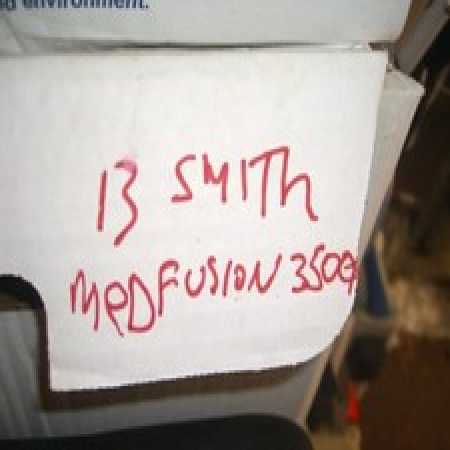 environment.
13 SMITH
MEDFUSION 3500